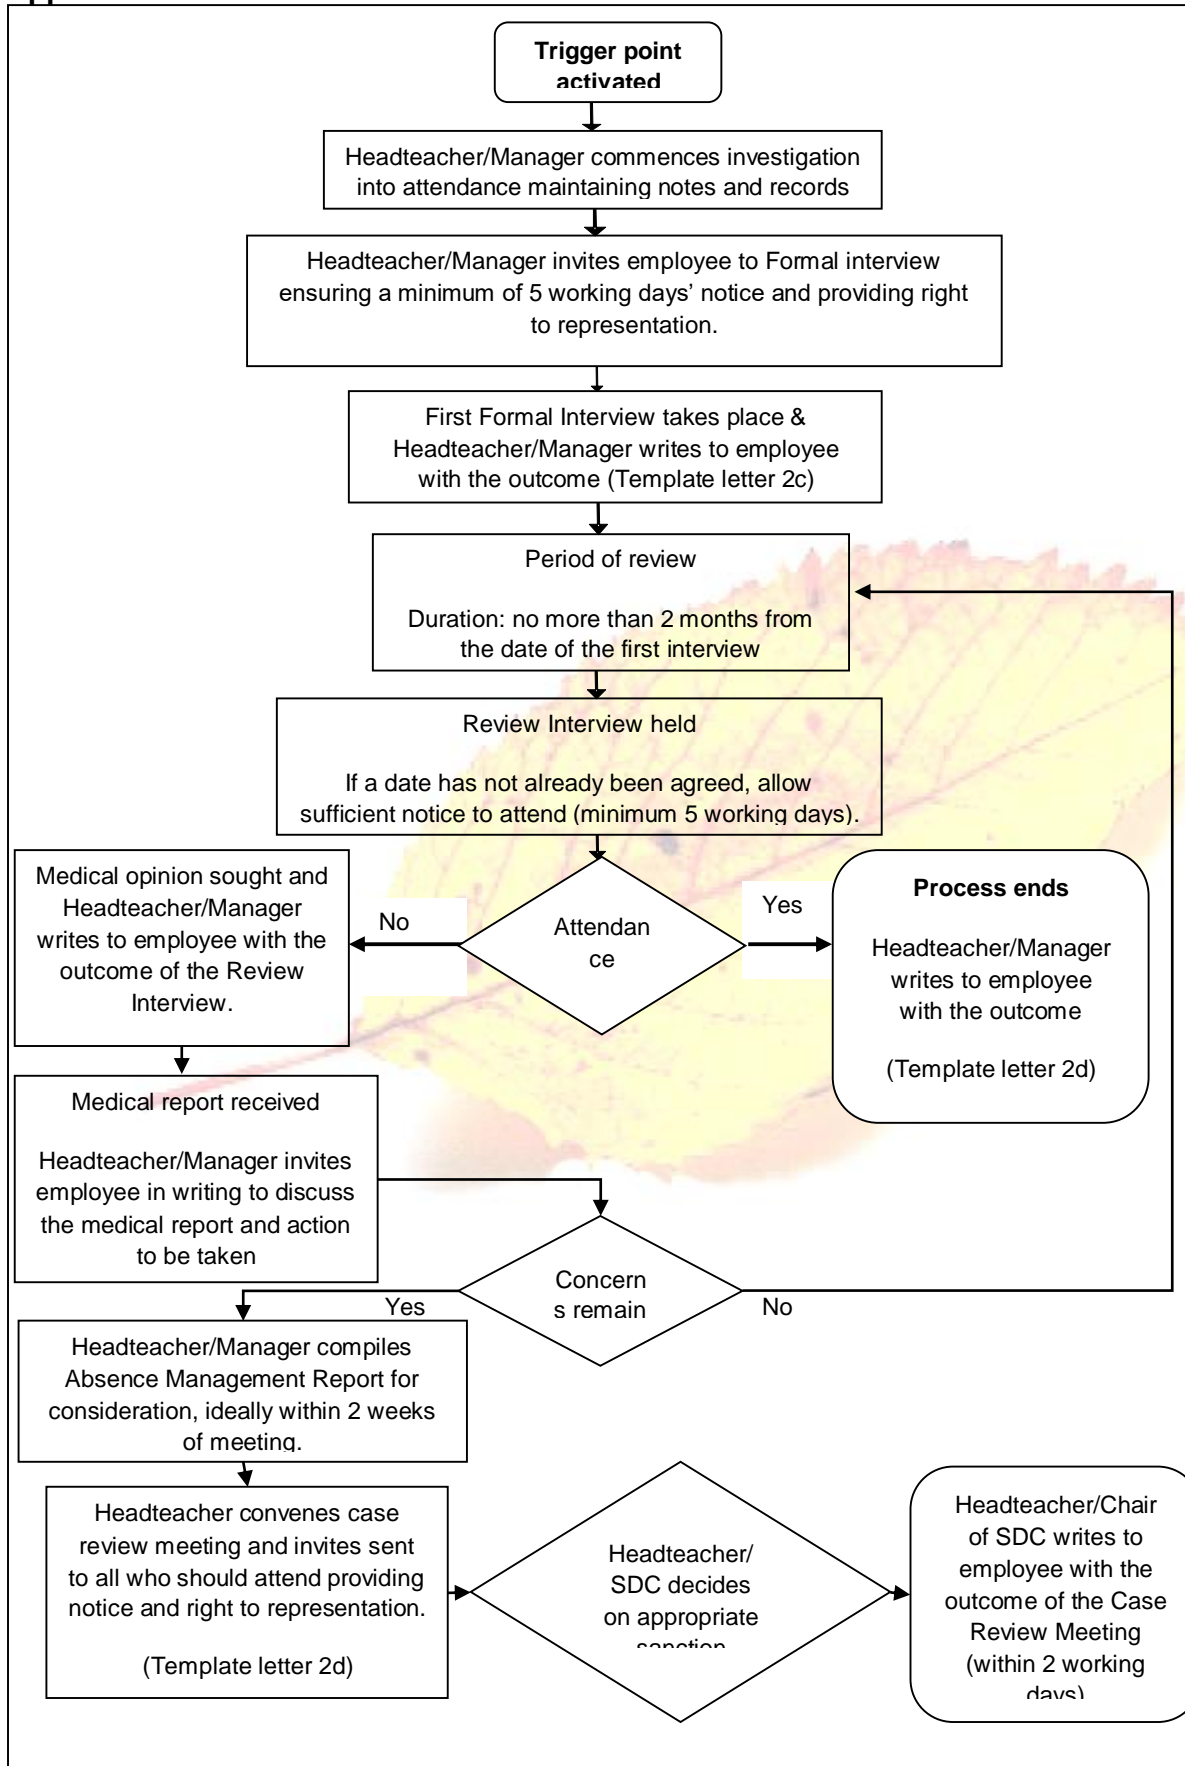 Trigger point
activated
Headteacher/Manager commences investigation
into attendance maintaining notes and records
Headteacher/Manager invites employee to Formal interview
ensuring a minimum of 5 working days’ notice and providing right
to representation.
First Formal Interview takes place &
Headteacher/Manager writes to employee
with the outcome (Template letter 2c)
Period of review
Duration: no more than 2 months from
the date of the first interview
Review Interview held
If a date has not already been agreed, allow
sufficient notice to attend (minimum 5 working days).
Medical opinion sought and
Headteacher/Manager
writes to employee with the
outcome of the Review
Interview.
No
Attendan
ce
Yes
Process ends
Headteacher/Manager
writes to employee
with the outcome
(Template letter 2d)
Medical report received
Headteacher/Manager invites
employee in writing to discuss
the medical report and action
to be taken
Concern
s remain
Yes
No
Headteacher/Manager compiles
Absence Management Report for
consideration, ideally within 2 weeks
of meeting.
Headteacher convenes case
review meeting and invites sent
to all who should attend providing
notice and right to representation.
(Template letter 2d)
Headteacher/
SDC decides
on appropriate
sanction
Headteacher/Chair
of SDC writes to
employee with the
outcome of the Case
Review Meeting
(within 2 working
days)